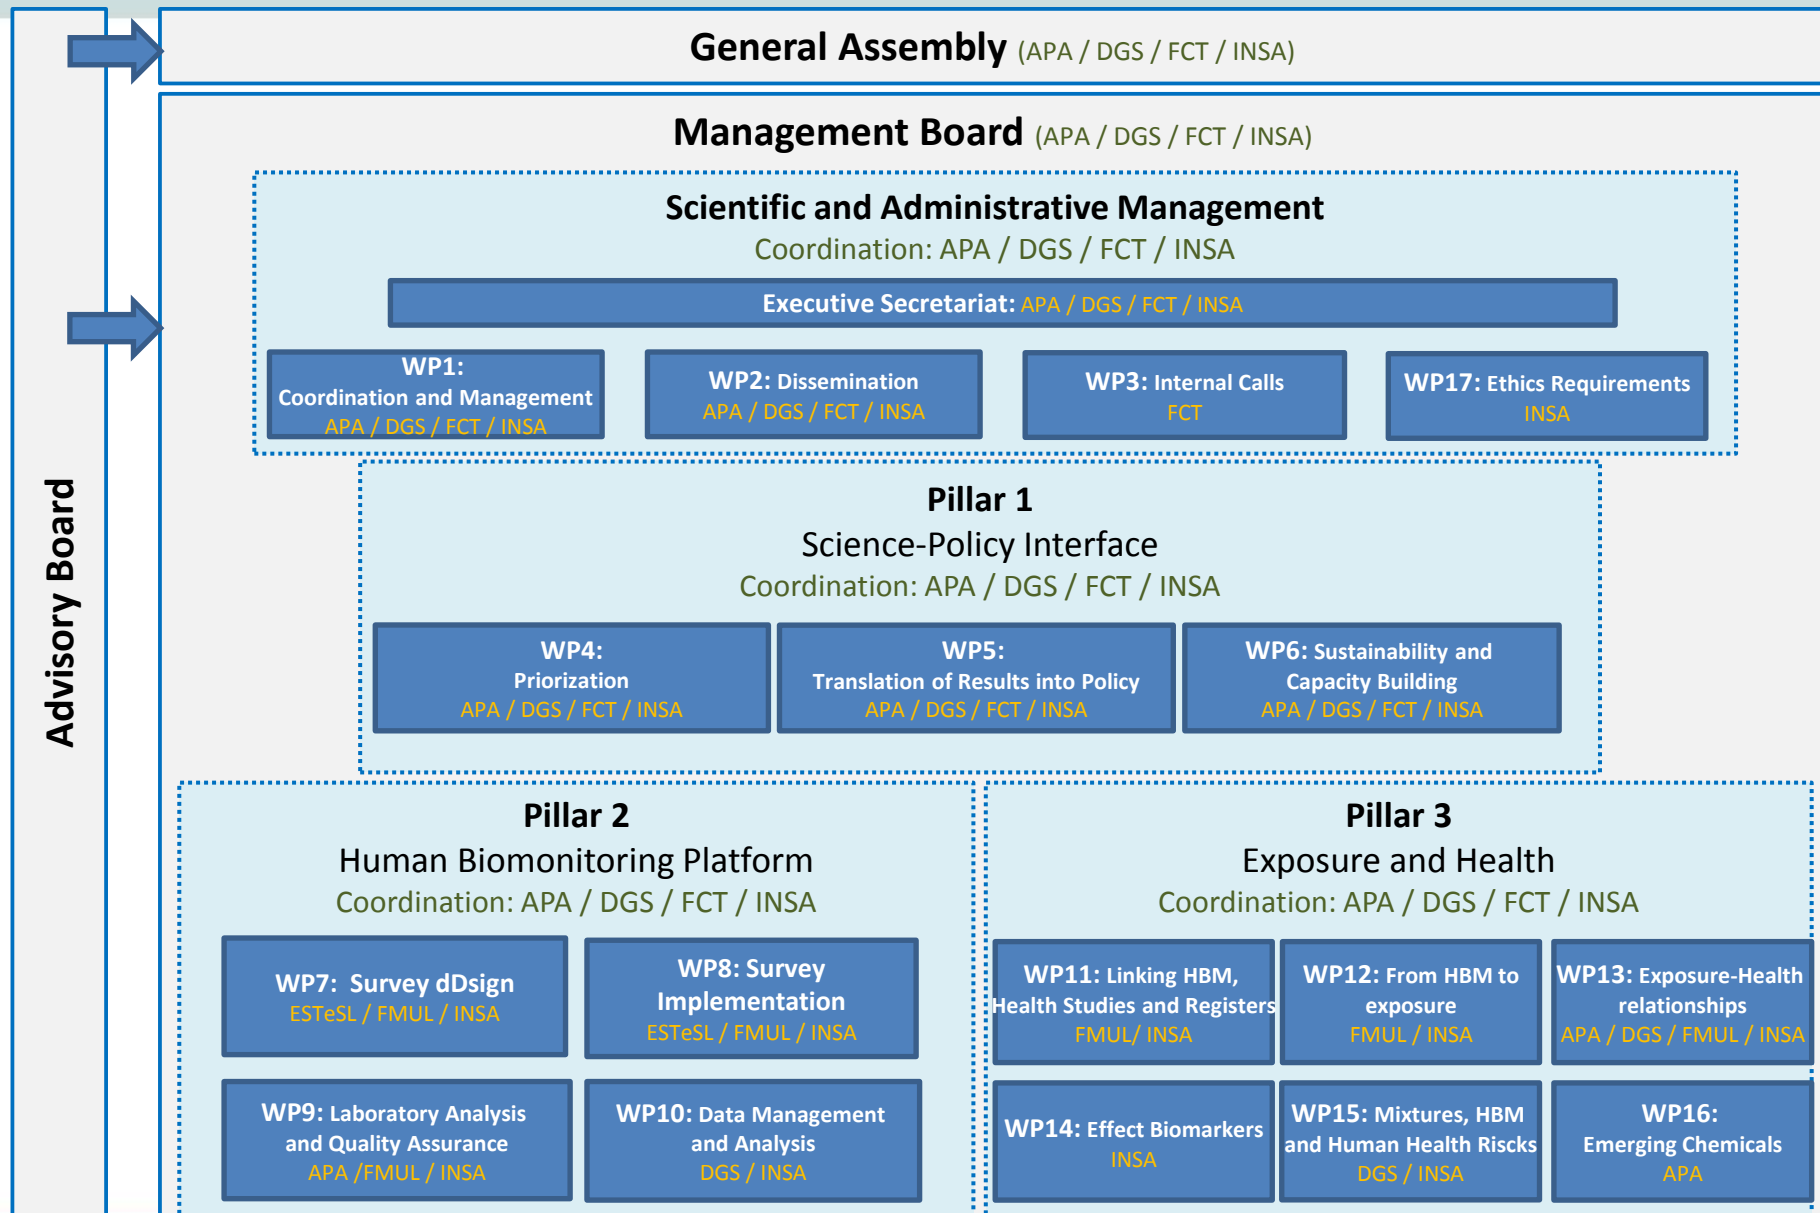 Advisory Board
General Assembly (APA / DGS / FCT / INSA)
Management Board (APA / DGS / FCT / INSA)
Scientific and Administrative Management
Coordination: APA / DGS / FCT / INSA
Executive Secretariat: APA / DGS / FCT / INSA
WP1:
Coordination and Management
APA / DGS / FCT / INSA
WP2: Dissemination
APA / DGS / FCT / INSA
WP3: Internal Calls
FCT
WP17: Ethics Requirements
INSA
Pillar 1
Science-Policy Interface
Coordination: APA / DGS / FCT / INSA
WP4:
Priorization
APA / DGS / FCT / INSA
WP5:
Translation of Results into Policy
APA / DGS / FCT / INSA
WP6: Sustainability and
Capacity Building
APA / DGS / FCT / INSA
Pillar 2
Human Biomonitoring Platform
Coordination: APA / DGS / FCT / INSA
WP7: Survey dDsign
ESTeSL / FMUL / INSA
WP8: Survey
Implementation
ESTeSL / FMUL / INSA
WP9: Laboratory Analysis
and Quality Assurance
APA /FMUL / INSA
WP10: Data Management
and Analysis
DGS / INSA
Pillar 3
Exposure and Health
Coordination: APA / DGS / FCT / INSA
WP11: Linking HBM,
Health Studies and Registers
FMUL/ INSA
WP12: From HBM to
exposure
FMUL / INSA
WP13: Exposure-Health
relationships
APA / DGS / FMUL / INSA
WP14: Effect Biomarkers
INSA
WP15: Mixtures, HBM
and Human Health Risks
DGS / INSA
WP16:
Emerging Chemicals
APA